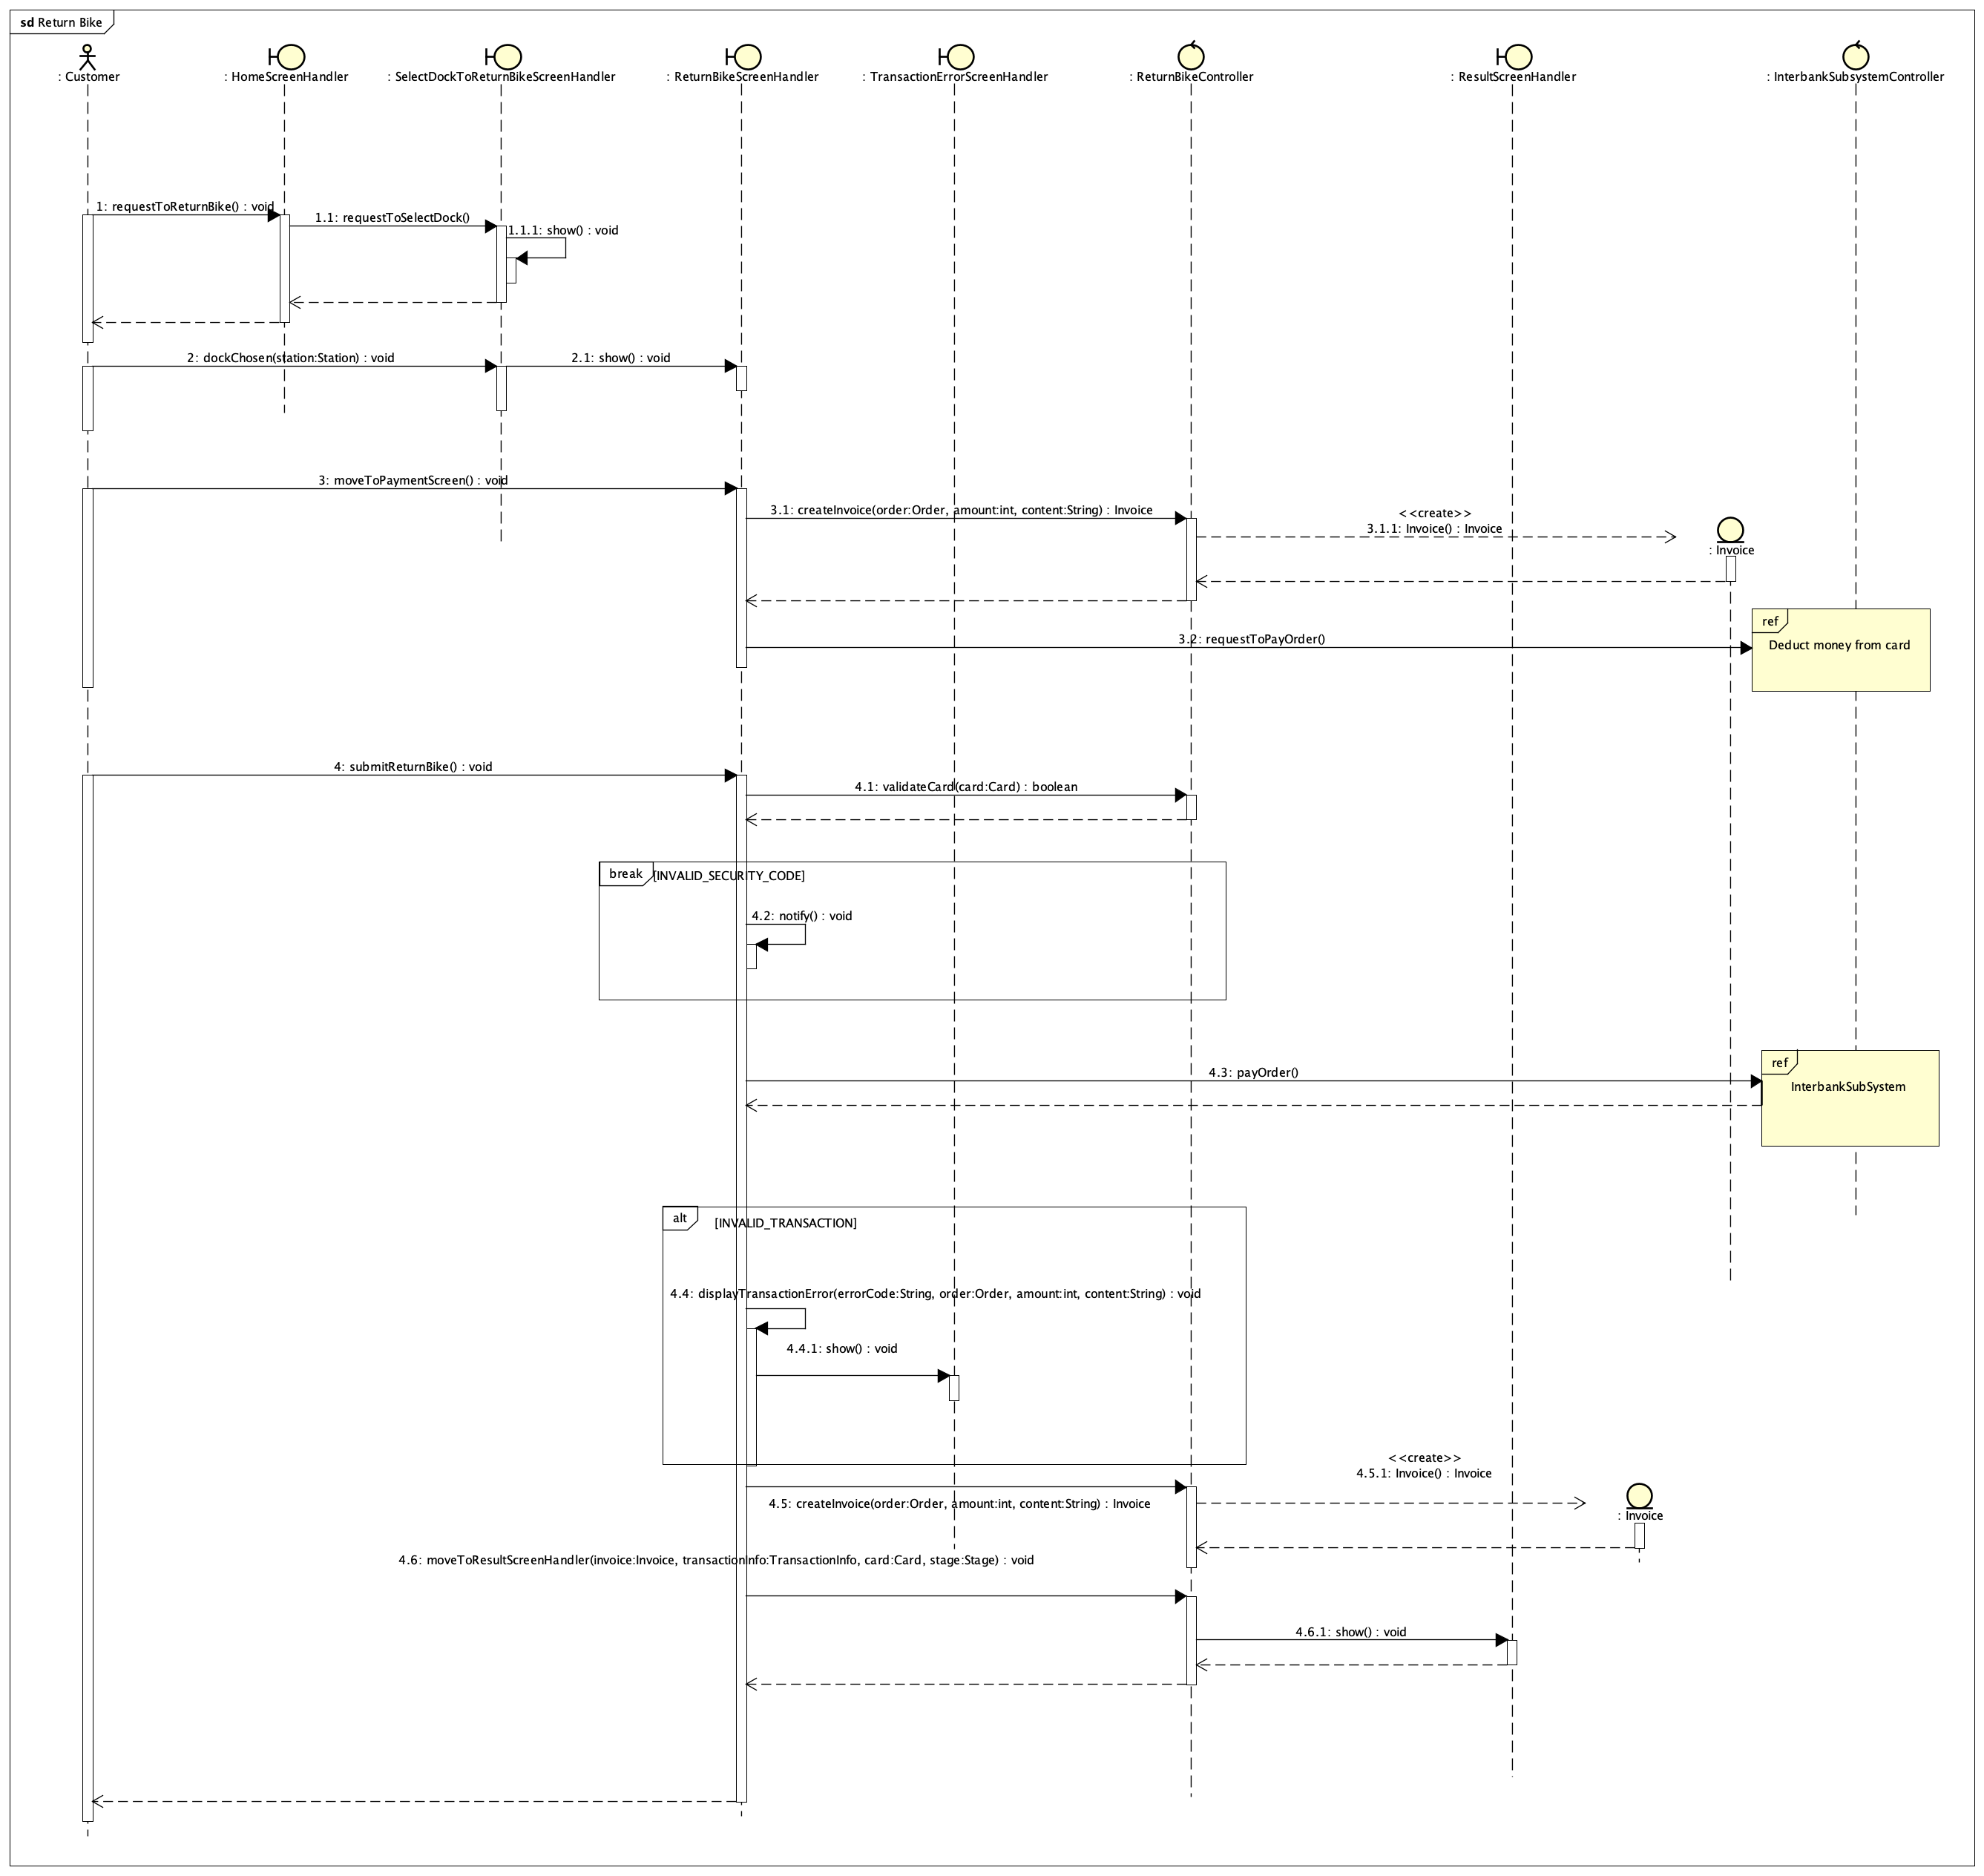 sd Return Bike
: Customer
: HomeScreenHandler
: SelectDockToReturnBikeScreenHandler
: ReturnBikeScreenHandler
: TransactionErrorScreenHandler
: ReturnBikeController
: ResultScreenHandler
: InterbankSubsystemController
1: requestToReturnBike() : void
1.1: requestToSelectDock()
1.1.1: show() : void
2: dockChosen(station:Station) : void
2.1: show() : void
3: moveToPaymentScreen() : void
3.1: createInvoice(order:Order, amount:int, content:String) : Invoice
<<create>>
3.1.1: Invoice() : Invoice
: Invoice
ref
3.2: requestToPayOrder()
Deduct money from card
4: submitReturnBike() : void
4.1: validateCard(card:Card) : boolean
break
[INVALID_SECURITY_CODE]
4.2: notify() : void
ref
4.3: payOrder()
InterbankSubSystem
alt
[INVALID_TRANSACTION]
4.4: displayTransactionError(errorCode:String, order:Order, amount:int, content:String) : void
4.4.1: show() : void
<<create>>
4.5.1: Invoice() : Invoice
4.5: createInvoice(order:Order, amount:int, content:String) : Invoice
: Invoice
4.6: moveToResultScreenHandler(invoice:Invoice, transactionInfo:TransactionInfo, card:Card, stage:Stage) : void
4.6.1: show() : void